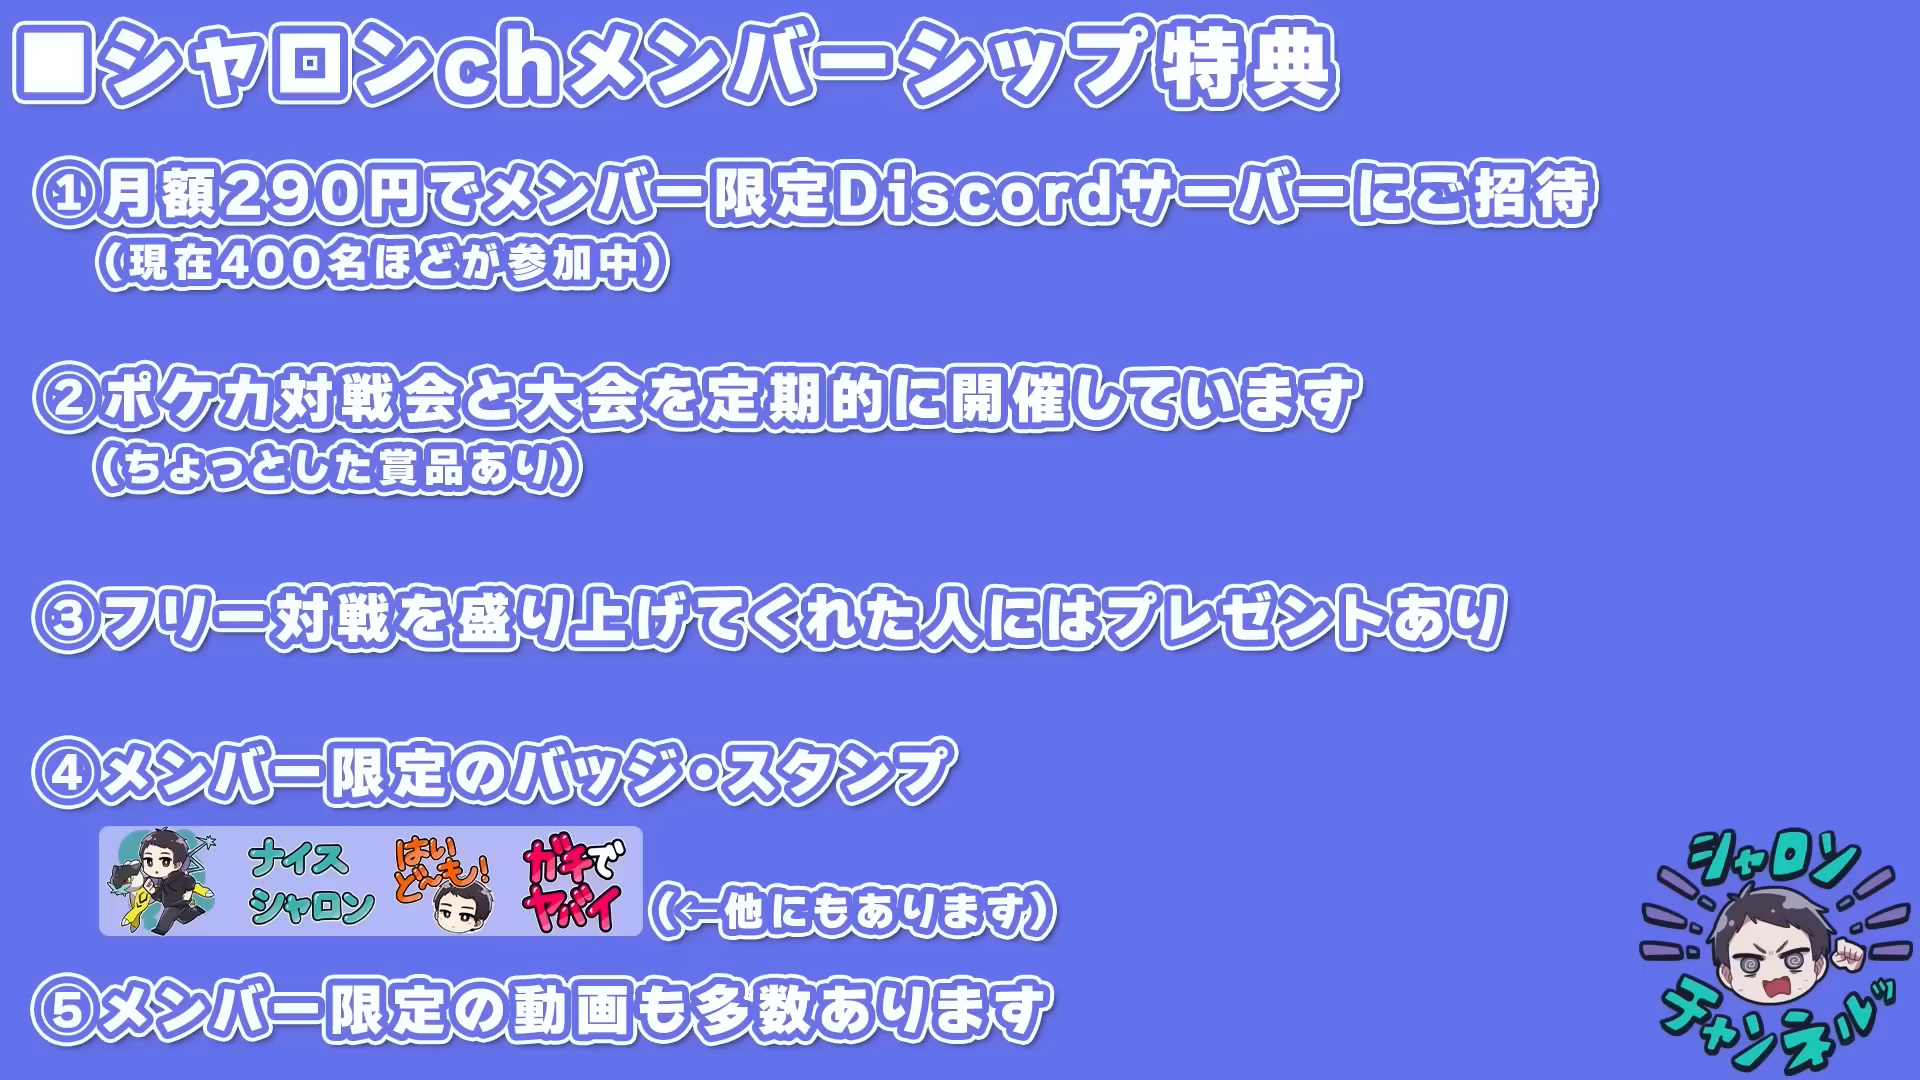 ■シャロンchメンバーシップ特典
①月額290円でメンバー限定Discordサーバーにご招待
(現在400名ほどが参加中)
②ポケカ対戦会と大会を定期的に開催しています
(ちょっとした賞品あり)
③フリー対戦を盛り上げてくれた人にはプレゼントあり
④メンバー限定のバッジ・スタンプ
ナイス
シャロン
はい
ど〜も!
ガチで
ヤバイ
(←他にもあります)
⑤メンバー限定の動画も多数あります
シャロン
チャンネルッ